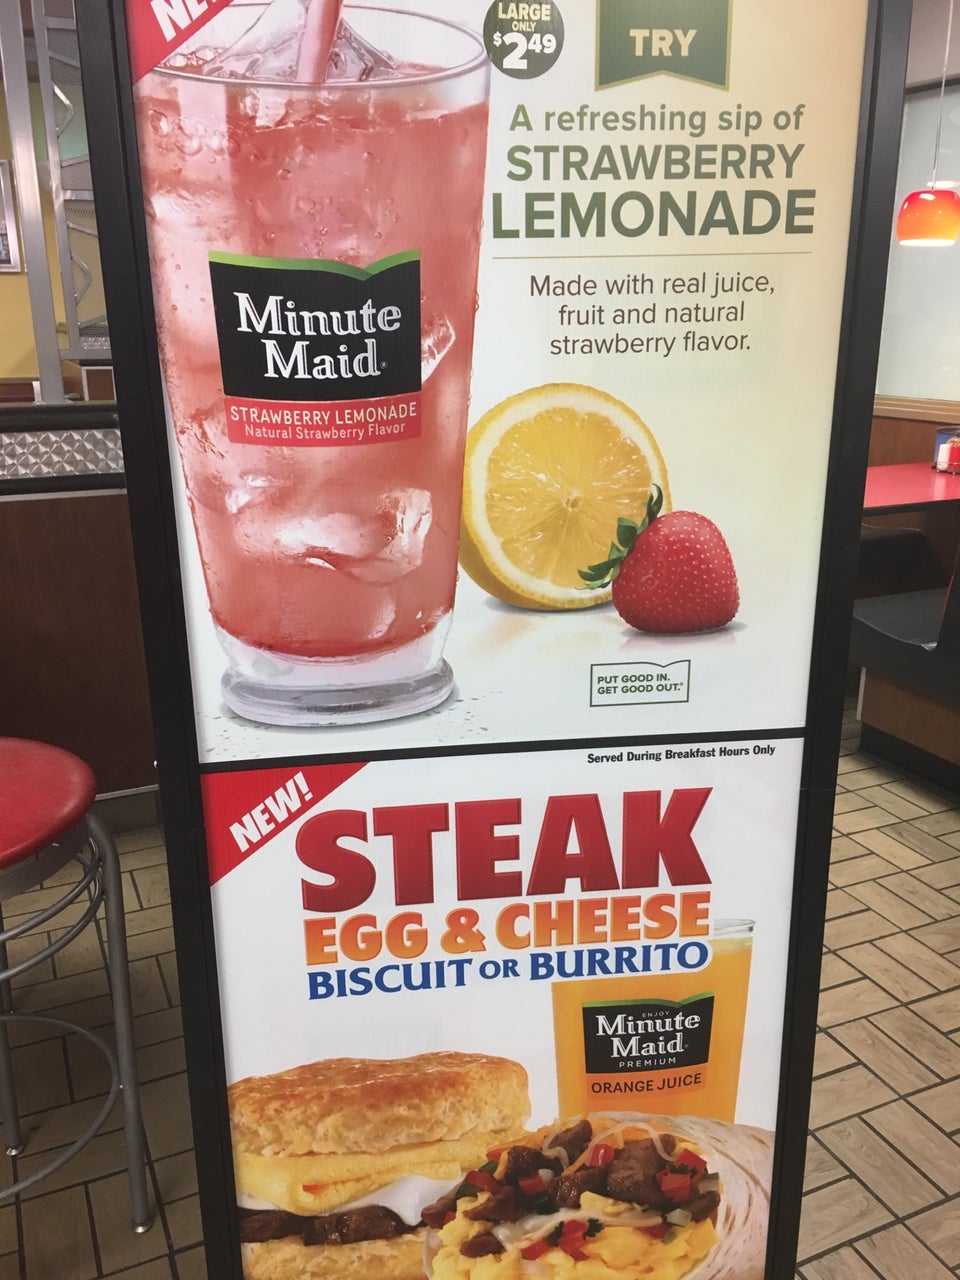 LARGE
ONLY
$2.49
TRY
A refreshing sip of
STRAWBERRY
LEMONADE
Made with real juice,
fruit and natural
strawberry flavor.
Minute
Maid®
STRAWBERRY LEMONADE
Natural Strawberry Flavor
PUT GOOD IN.
GET GOOD OUT.®
Served During Breakfast Hours Only
NEW!
STEAK
EGG & CHEESE
BISCUIT OR BURRITO
ENJOY
Minute
Maid®
PREMIUM
ORANGE JUICE